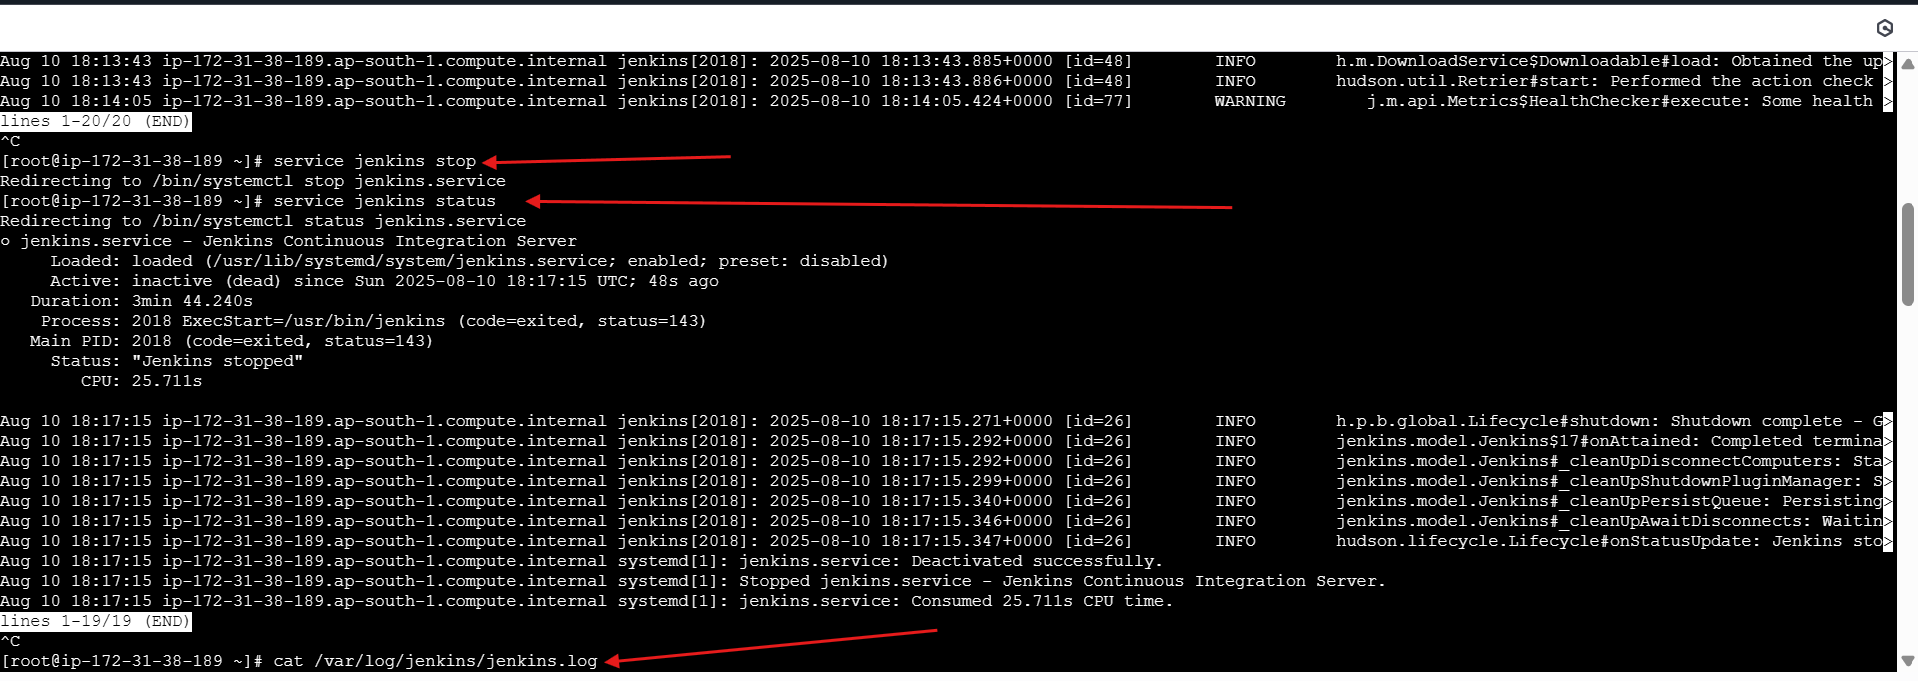 Aug 10 18:13:43 ip-172-31-38-189.ap-south-1.compute.internal jenkins[2018]: 2025-08-10 18:13:43.885+0000 [id=48]        INFO        h.m.DownloadService$Downloadable#load: Obtained the up>
Aug 10 18:13:43 ip-172-31-38-189.ap-south-1.compute.internal jenkins[2018]: 2025-08-10 18:13:43.886+0000 [id=48]        INFO        hudson.util.Retrier#start: Performed the action check >
Aug 10 18:14:05 ip-172-31-38-189.ap-south-1.compute.internal jenkins[2018]: 2025-08-10 18:14:05.424+0000 [id=77]        WARNING        j.m.api.Metrics$HealthChecker#execute: Some health >
lines 1-20/20 (END)
^C
[root@ip-172-31-38-189 ~]# service jenkins stop
Redirecting to /bin/systemctl stop jenkins.service
[root@ip-172-31-38-189 ~]# service jenkins status
Redirecting to /bin/systemctl status jenkins.service
○ jenkins.service - Jenkins Continuous Integration Server
     Loaded: loaded (/usr/lib/systemd/system/jenkins.service; enabled; preset: disabled)
     Active: inactive (dead) since Sun 2025-08-10 18:17:15 UTC; 48s ago
   Duration: 3min 44.240s
    Process: 2018 ExecStart=/usr/bin/jenkins (code=exited, status=143)
   Main PID: 2018 (code=exited, status=143)
     Status: "Jenkins stopped"
        CPU: 25.711s
Aug 10 18:17:15 ip-172-31-38-189.ap-south-1.compute.internal jenkins[2018]: 2025-08-10 18:17:15.271+0000 [id=26]        INFO        h.p.b.global.Lifecycle#shutdown: Shutdown complete - G>
Aug 10 18:17:15 ip-172-31-38-189.ap-south-1.compute.internal jenkins[2018]: 2025-08-10 18:17:15.292+0000 [id=26]        INFO        jenkins.model.Jenkins$17#onAttained: Completed termina>
Aug 10 18:17:15 ip-172-31-38-189.ap-south-1.compute.internal jenkins[2018]: 2025-08-10 18:17:15.292+0000 [id=26]        INFO        jenkins.model.Jenkins#_cleanUpDisconnectComputers: Sta>
Aug 10 18:17:15 ip-172-31-38-189.ap-south-1.compute.internal jenkins[2018]: 2025-08-10 18:17:15.299+0000 [id=26]        INFO        jenkins.model.Jenkins#_cleanUpShutdownPluginManager: S>
Aug 10 18:17:15 ip-172-31-38-189.ap-south-1.compute.internal jenkins[2018]: 2025-08-10 18:17:15.340+0000 [id=26]        INFO        jenkins.model.Jenkins#_cleanUpPersistQueue: Persisting>
Aug 10 18:17:15 ip-172-31-38-189.ap-south-1.compute.internal jenkins[2018]: 2025-08-10 18:17:15.346+0000 [id=26]        INFO        jenkins.model.Jenkins#_cleanUpAwaitDisconnects: Waitin>
Aug 10 18:17:15 ip-172-31-38-189.ap-south-1.compute.internal jenkins[2018]: 2025-08-10 18:17:15.347+0000 [id=26]        INFO        hudson.lifecycle.Lifecycle#onStatusUpdate: Jenkins sto>
Aug 10 18:17:15 ip-172-31-38-189.ap-south-1.compute.internal systemd[1]: jenkins.service: Deactivated successfully.
Aug 10 18:17:15 ip-172-31-38-189.ap-south-1.compute.internal systemd[1]: Stopped jenkins.service - Jenkins Continuous Integration Server.
Aug 10 18:17:15 ip-172-31-38-189.ap-south-1.compute.internal systemd[1]: jenkins.service: Consumed 25.711s CPU time.
lines 1-19/19 (END)
^C
[root@ip-172-31-38-189 ~]# cat /var/log/jenkins/jenkins.log